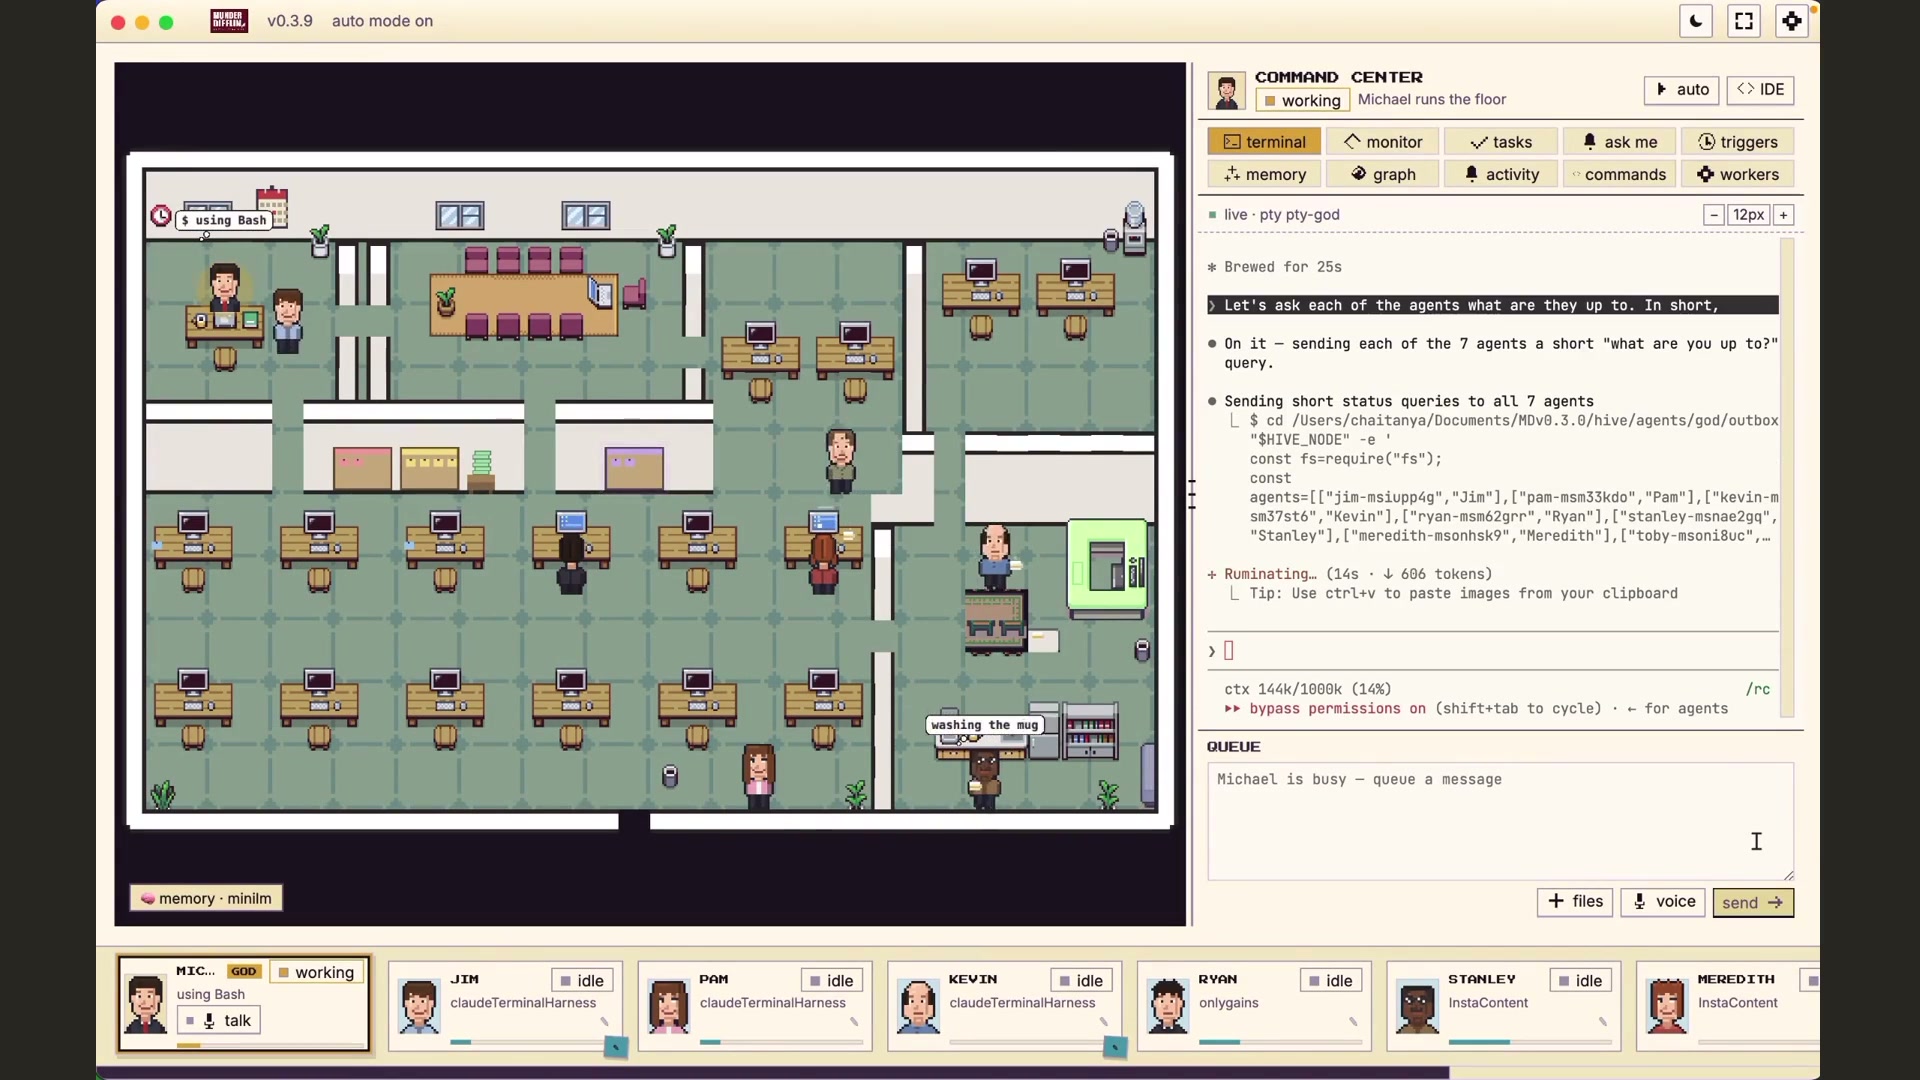 MUNDER DIFFLIN
v0.3.9
auto mode on
$ using Bash
washing the mug
memory · minilm
COMMAND CENTER
working
Michael runs the floor
auto
<> IDE
terminal
monitor
tasks
ask me
triggers
memory
graph
activity
commands
workers
live · pty pty-god
− 12px +
✻ Brewed for 25s
❯ Let's ask each of the agents what are they up to. In short,
● On it — sending each of the 7 agents a short "what are you up to?"
query.
● Sending short status queries to all 7 agents
⎿ $ cd /Users/chaitanya/Documents/MDv0.3.0/hive/agents/god/outbox
"$HIVE_NODE" -e '
const fs=require("fs");
const
agents=[["jim-msiupp4g","Jim"],["pam-msm33kdo","Pam"],["kevin-m
sm37st6","Kevin"],["ryan-msm62grr","Ryan"],["stanley-msnae2gq",
"Stanley"],["meredith-msonhsk9","Meredith"],["toby-msoni8uc",…
✢ Ruminating… (14s · ↓ 606 tokens)
⎿ Tip: Use ctrl+v to paste images from your clipboard
❯
ctx 144k/1000k (14%)
/rc
▸▸ bypass permissions on (shift+tab to cycle) · ← for agents
QUEUE
Michael is busy — queue a message
+ files
voice
send →
MIC...
GOD
working
using Bash
talk
JIM
idle
claudeTerminalHarness
PAM
idle
claudeTerminalHarness
KEVIN
idle
claudeTerminalHarness
RYAN
idle
onlygains
STANLEY
idle
InstaContent
MEREDITH
InstaContent